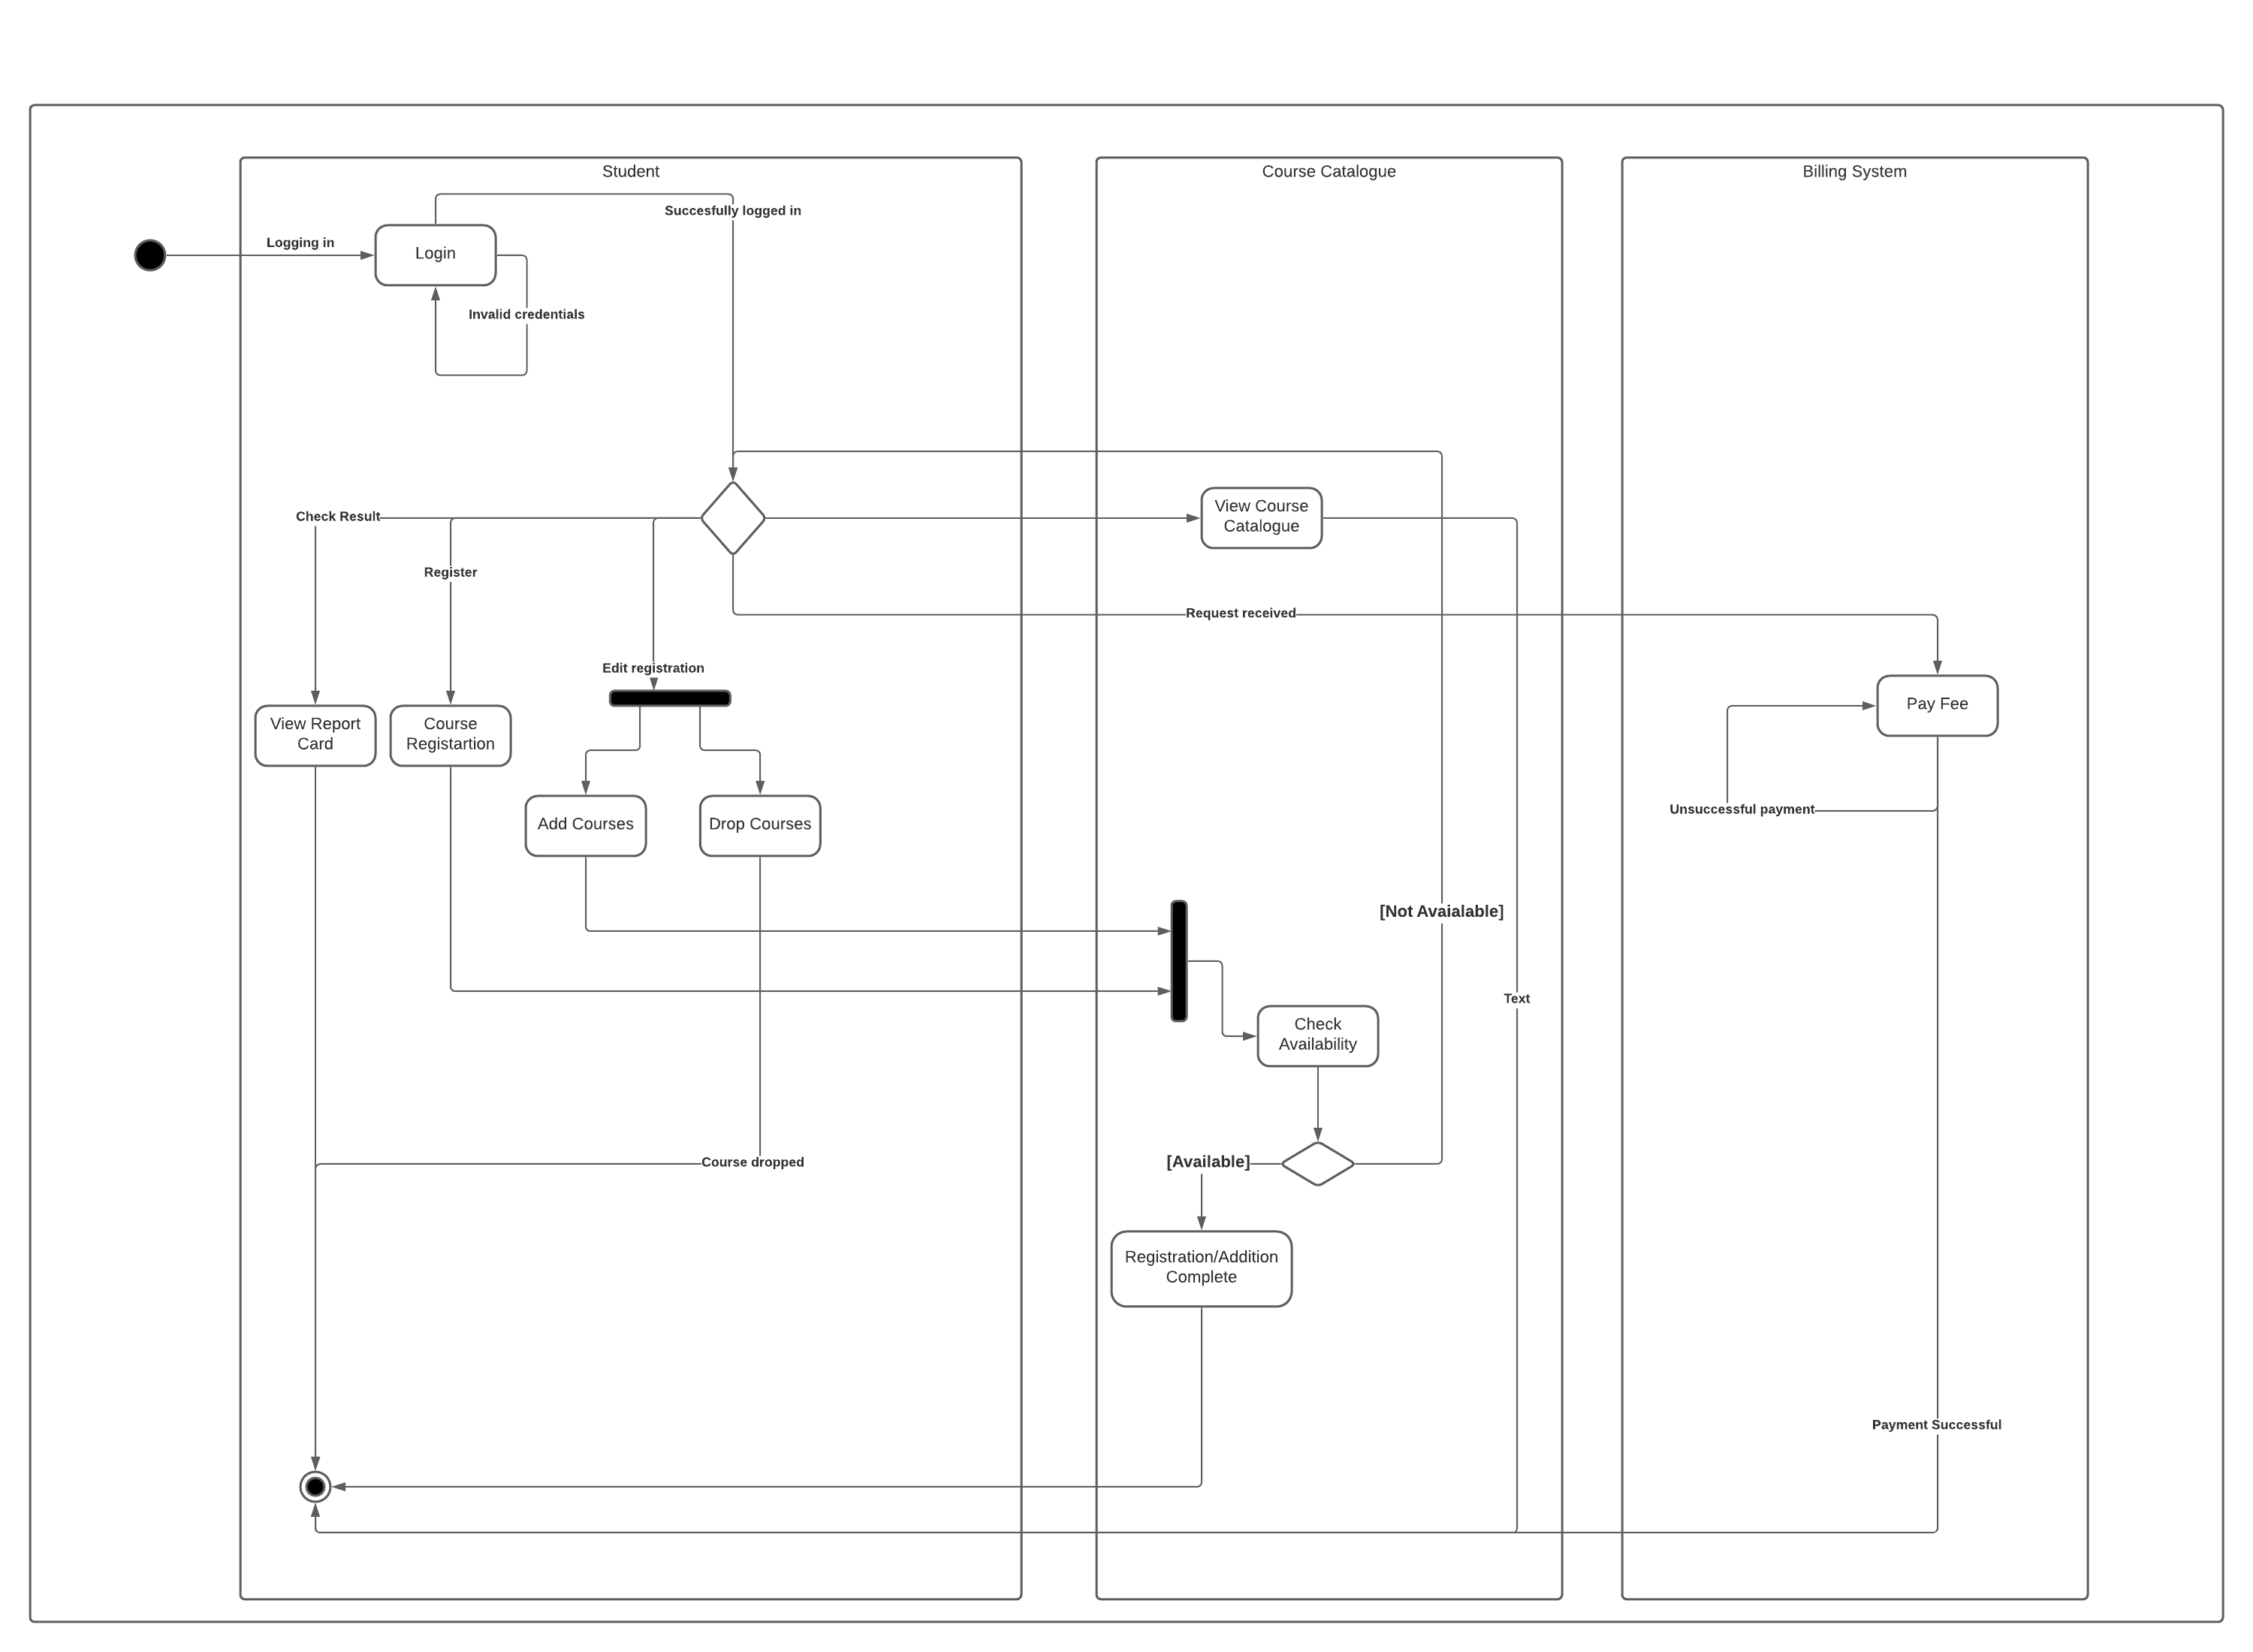 Student
Course Catalogue
Billing System
Succesfully logged in
Logging in
Login
Invalid credentials
Check Result
View Course
Catalogue
Register
Request received
Edit registration
View Report
Card
Course
Registartion
Pay Fee
Add Courses
Drop Courses
Unsuccessful payment
[Not Avaialable]
Text
Check
Availability
Course dropped
[Available]
Registration/Addition
Complete
Payment Successful